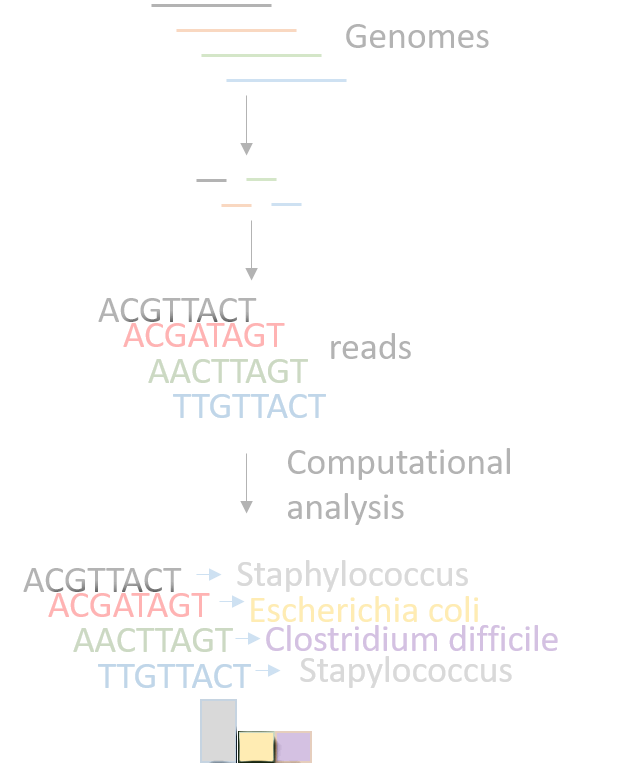 Genomes
ACGTTACT
ACGATAGT
reads
AACTTAGT
TTGTTACT
Computational
analysis
ACGTTACT Staphylococcus
ACGATAGT Escherichia coli
AACTTAGT Clostridium difficile
TTGTTACT Stapylococcus